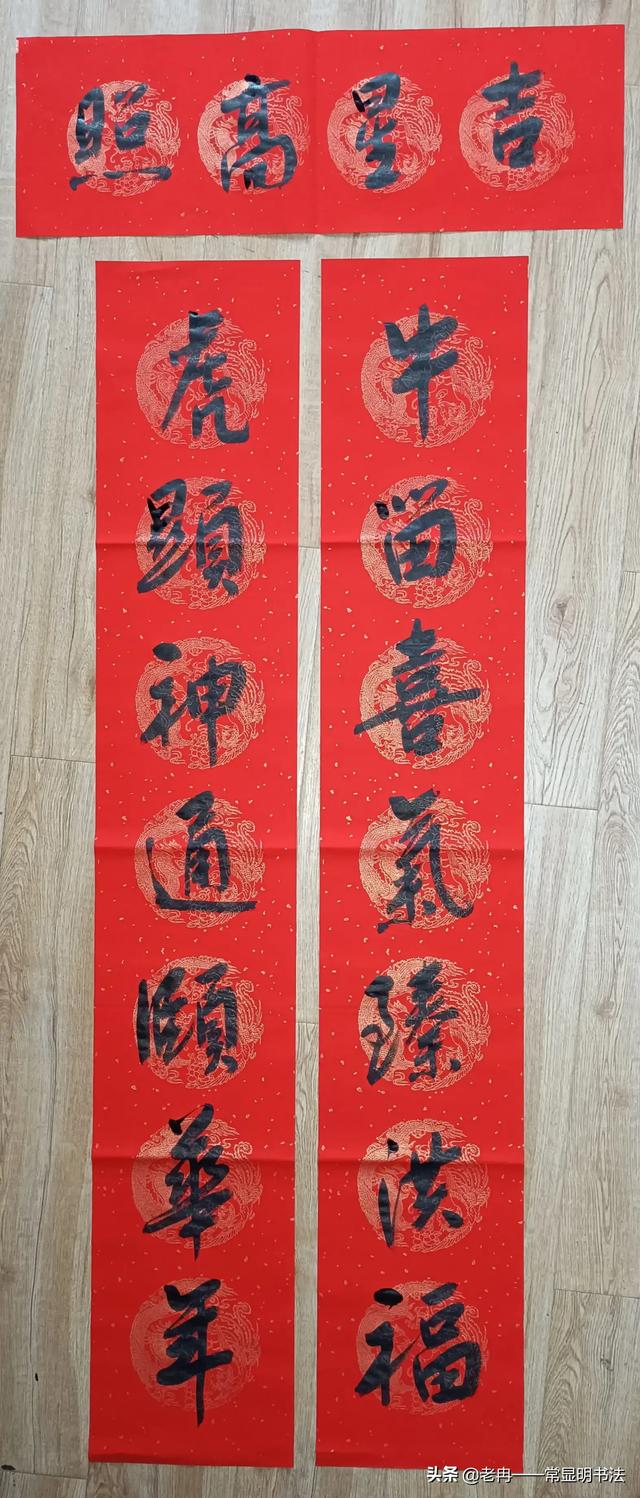 吉星高照
牛留喜氣臻洪福
虎顯神通頤華年
头条 @老冉——常显明书法